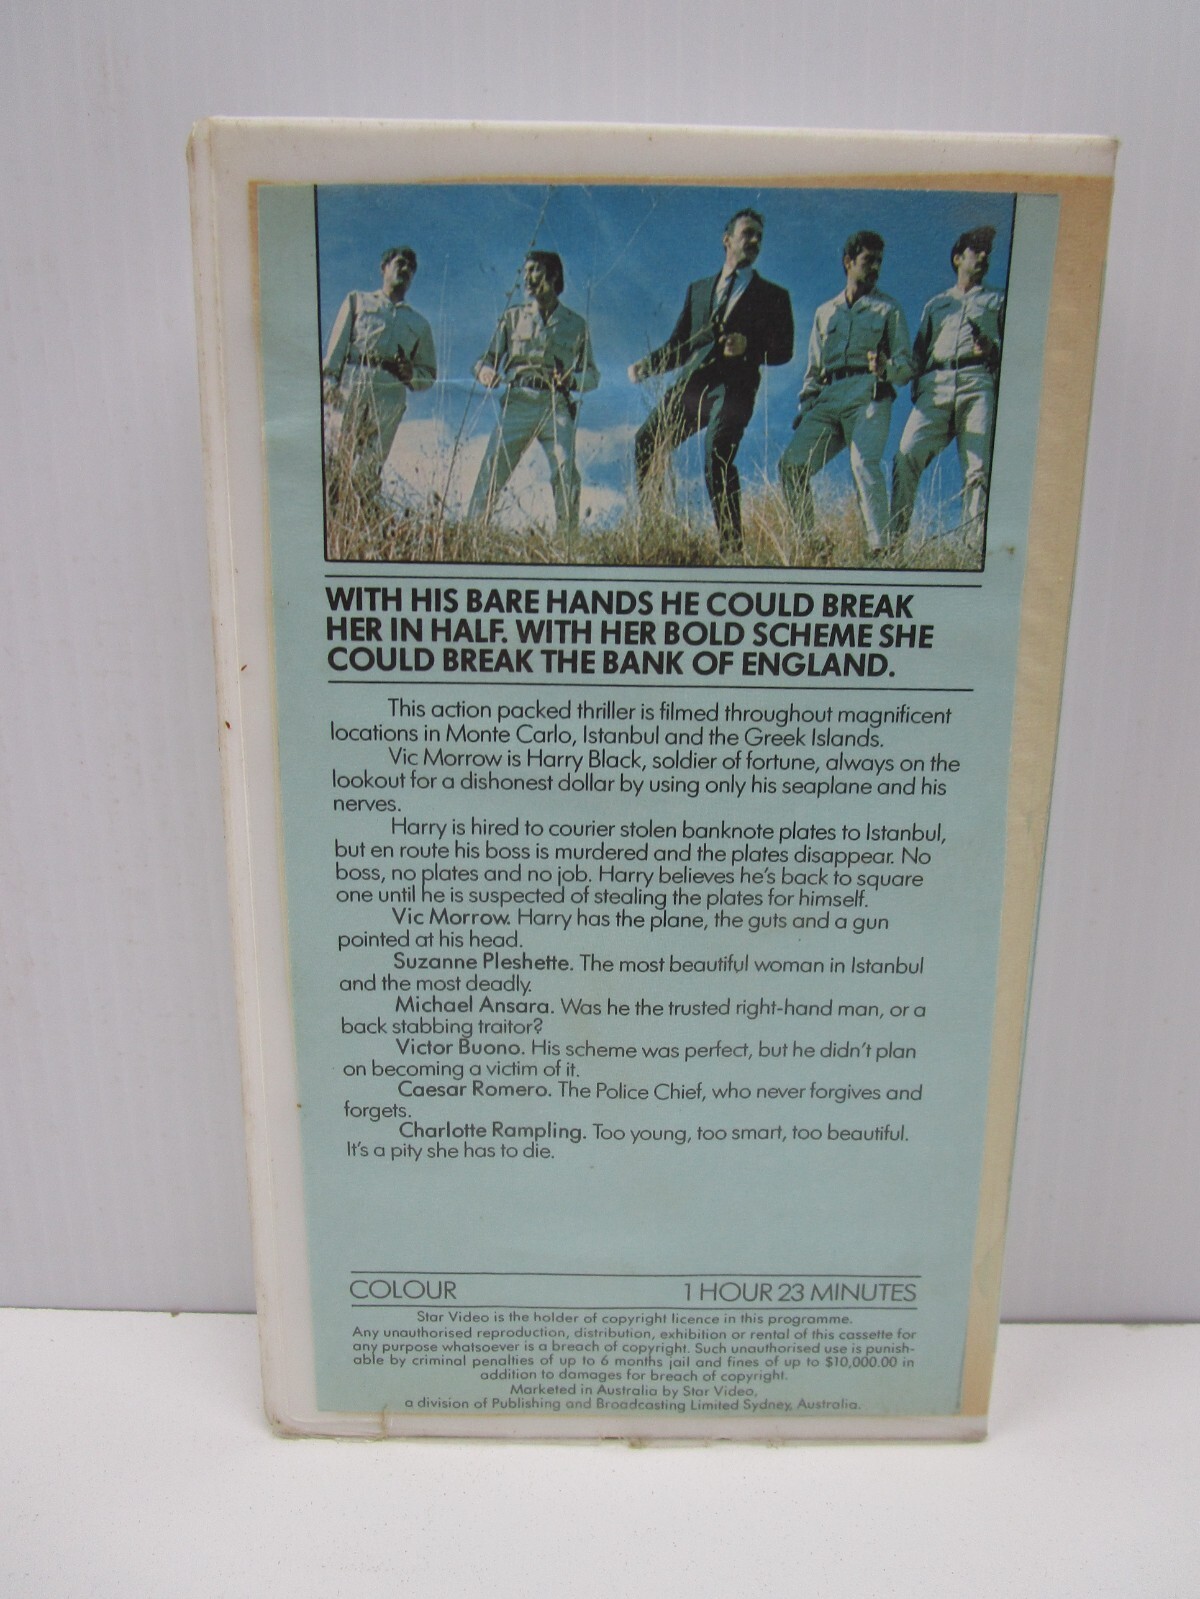 WITH HIS BARE HANDS HE COULD BREAK
HER IN HALF. WITH HER BOLD SCHEME SHE
COULD BREAK THE BANK OF ENGLAND.
This action packed thriller is filmed throughout magnificent
locations in Monte Carlo, Istanbul and the Greek Islands.
Vic Morrow is Harry Black, soldier of fortune, always on the
lookout for a dishonest dollar by using only his seaplane and his
nerves.
Harry is hired to courier stolen banknote plates to Istanbul,
but en route his boss is murdered and the plates disappear. No
boss, no plates and no job. Harry believes he's back to square
one until he is suspected of stealing the plates for himself.
Vic Morrow. Harry has the plane, the guts and a gun
pointed at his head.
Suzanne Pleshette. The most beautiful woman in Istanbul
and the most deadly.
Michael Ansara. Was he the trusted right-hand man, or a
back stabbing traitor?
Victor Buono. His scheme was perfect, but he didn't plan
on becoming a victim of it.
Caesar Romero. The Police Chief, who never forgives and
forgets.
Charlotte Rampling. Too young, too smart, too beautiful.
It's a pity she has to die.
COLOUR 1 HOUR 23 MINUTES
Star Video is the holder of copyright licence in this programme.
Any unauthorised reproduction, distribution, exhibition or rental of this cassette for
any purpose whatsoever is a breach of copyright. Such unauthorised use is punish-
able by criminal penalties of up to 6 months jail and fines of up to $10,000.00 in
addition to damages for breach of copyright.
Marketed in Australia by Star Video,
a division of Publishing and Broadcasting Limited Sydney, Australia.